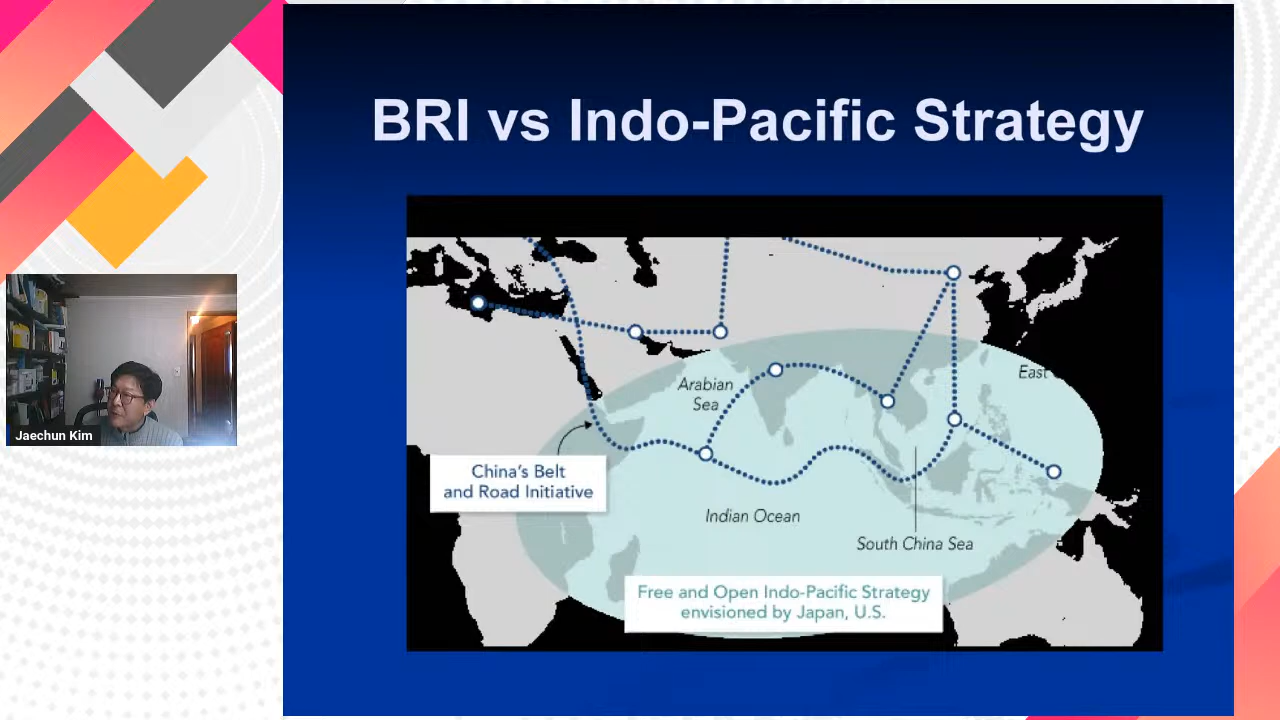 BRI vs Indo-Pacific Strategy
Arabian
Sea
East
China's Belt
and Road Initiative
Indian Ocean
South China Sea
Free and Open Indo-Pacific Strategy
envisioned by Japan, U.S.
Jaechun Kim